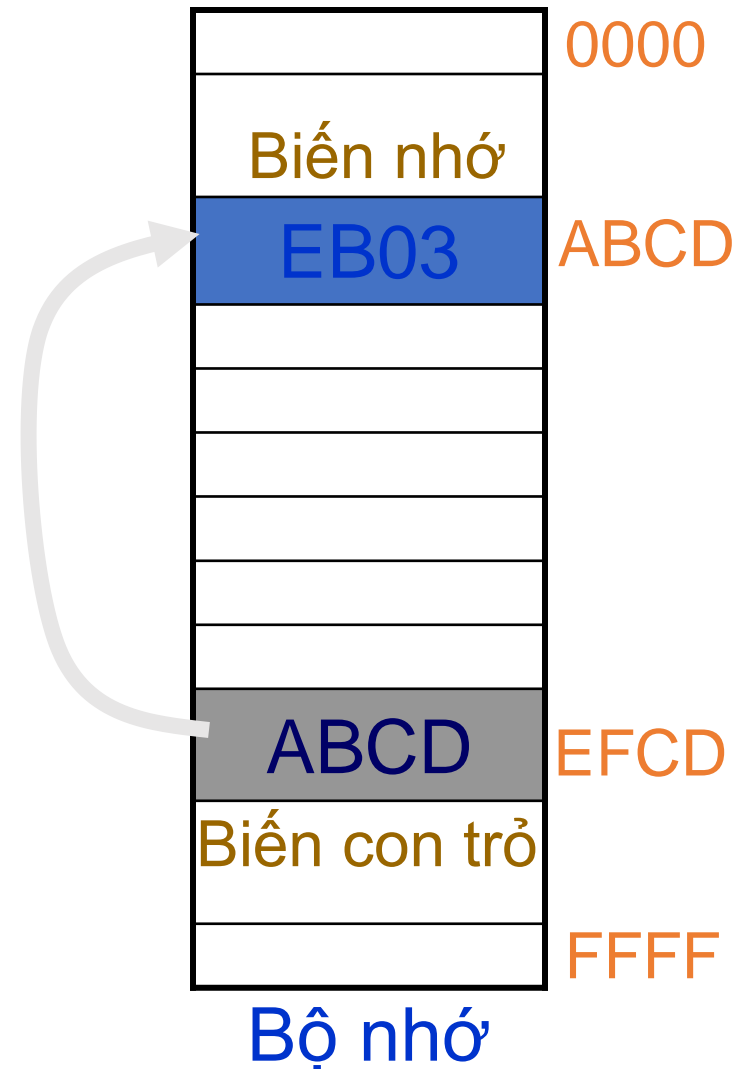 0000
Biến nhớ
EB03 ABCD
ABCD EFCD
Biến con trỏ
FFFF
Bộ nhớ